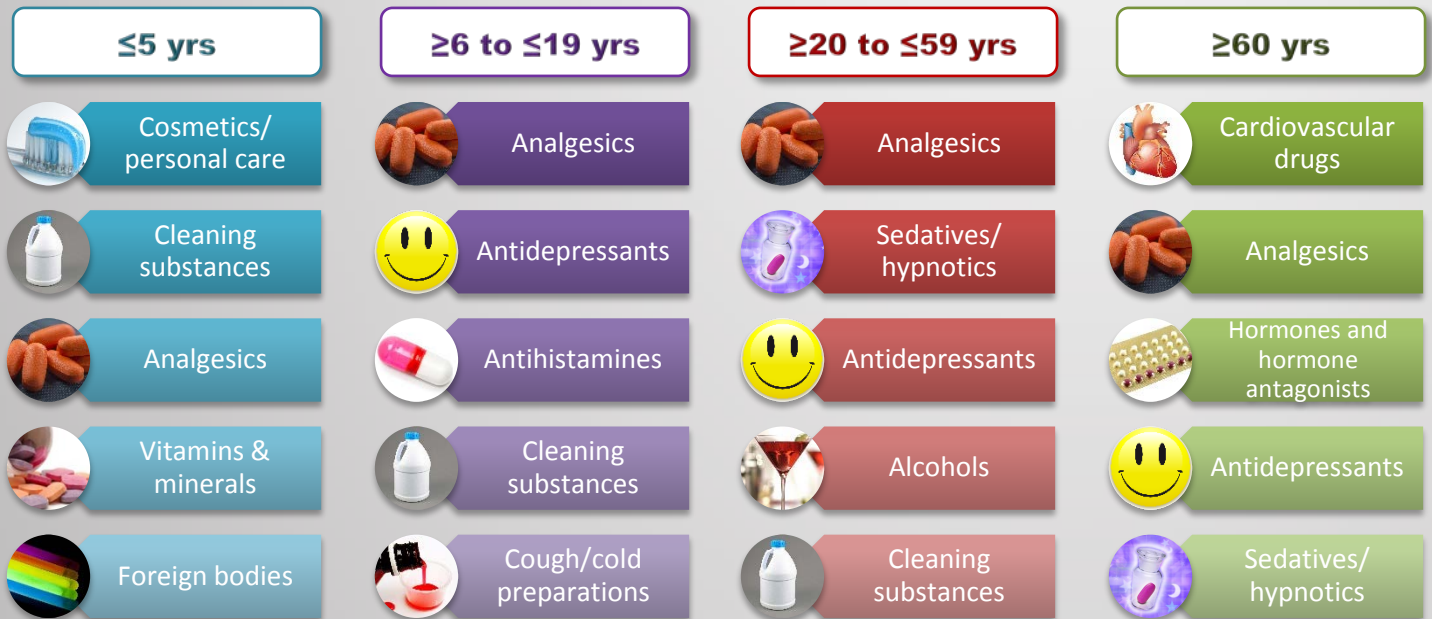 ≤5 yrs
Cosmetics/
personal care
Cleaning
substances
Analgesics
Vitamins &
minerals
Foreign bodies
≥6 to ≤19 yrs
Analgesics
Antidepressants
Antihistamines
Cleaning
substances
Cough/cold
preparations
≥20 to ≤59 yrs
Analgesics
Sedatives/
hypnotics
Antidepressants
Alcohols
Cleaning
substances
≥60 yrs
Cardiovascular
drugs
Analgesics
Hormones and
hormone
antagonists
Antidepressants
Sedatives/
hypnotics